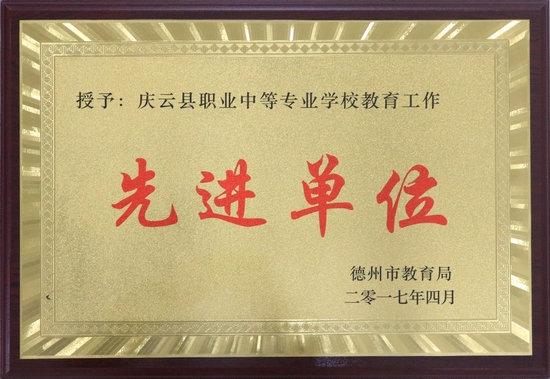 授予：庆云县职业中等专业学校教育工作
先进单位
德州市教育局
二零一七年四月